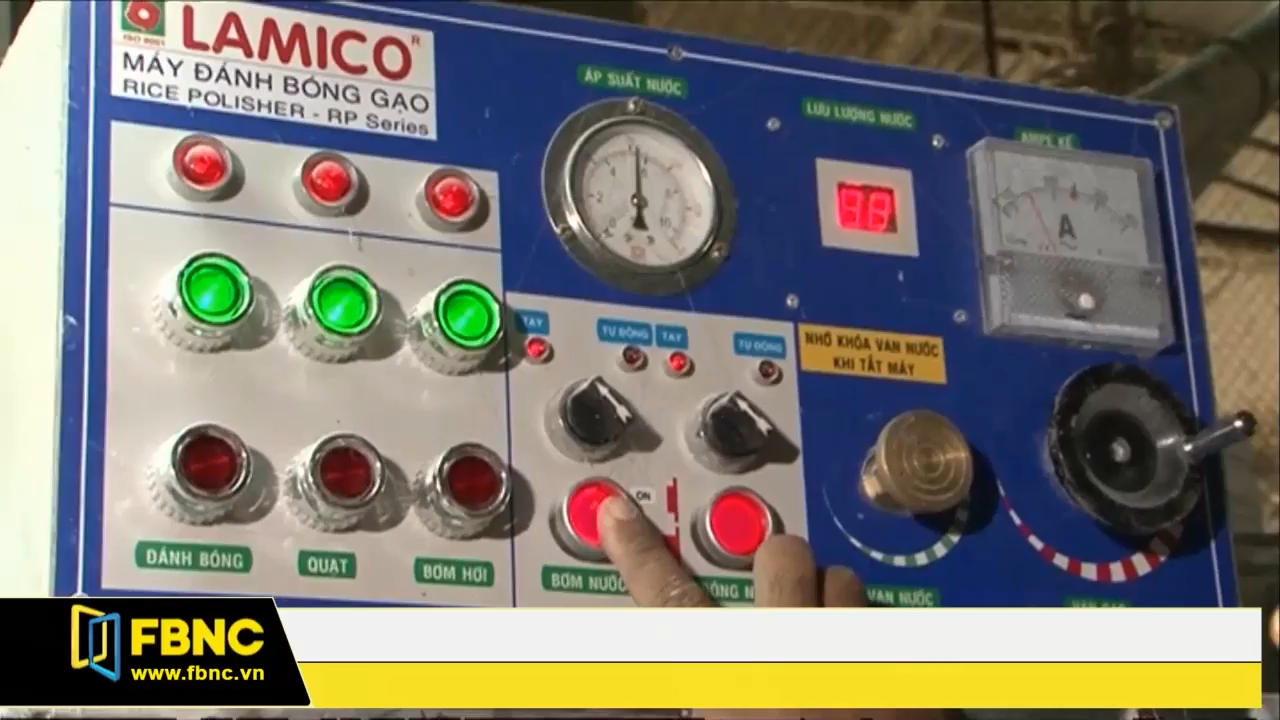 ISO 9001
LAMICO R
MÁY ĐÁNH BÓNG GẠO
RICE POLISHER - RP Series
ÁP SUẤT NƯỚC
LƯU LƯỢNG NƯỚC
AMPE KẾ
A
TAY
TỰ ĐỘNG
TAY
TỰ ĐỘNG
NHỚ KHÓA VAN NƯỚC
KHI TẮT MÁY
ON
ĐÁNH BÓNG
QUẠT
BƠM HƠI
BƠM NƯỚC
VAN NƯỚC
FBNC
www.fbnc.vn